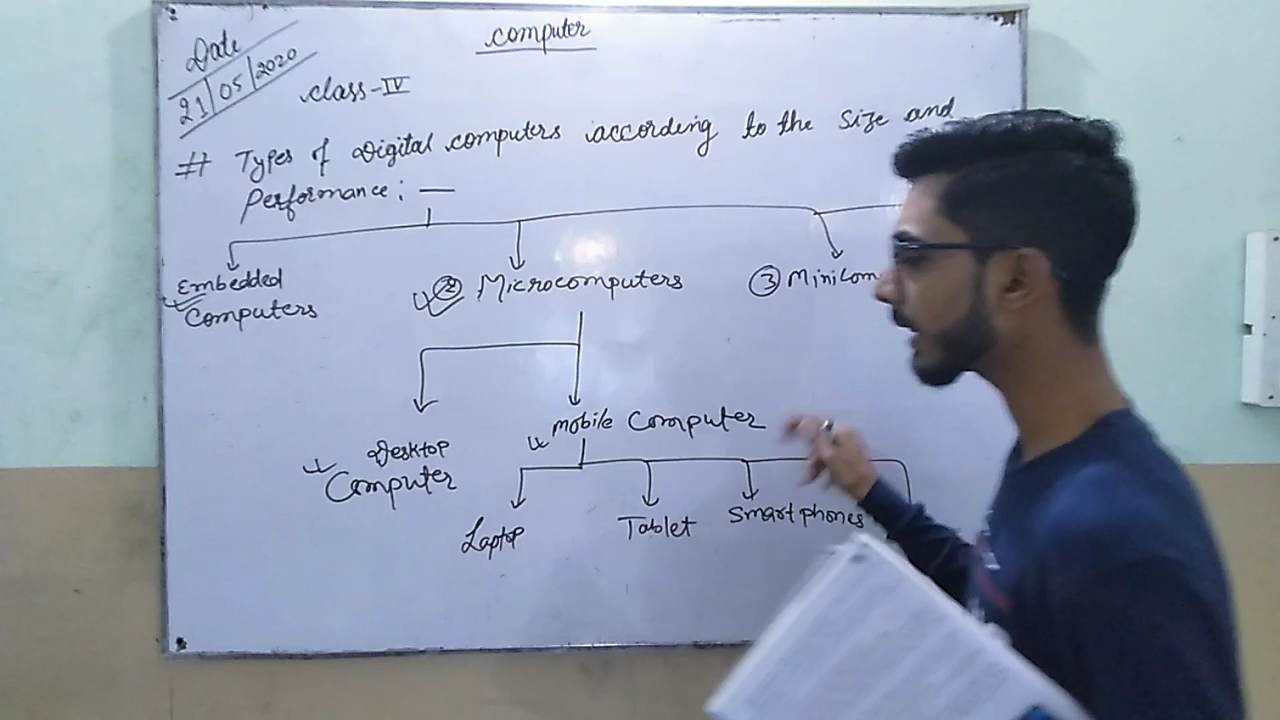 computer
Date
21/05/2020
class-IV
# Types of Digital computers according to the Size and
Performance : —
Embedded
Computers
② Microcomputers
③ MiniCom
mobile Computer
Desktop
Computer
Laptop
Tablet
Smartphones